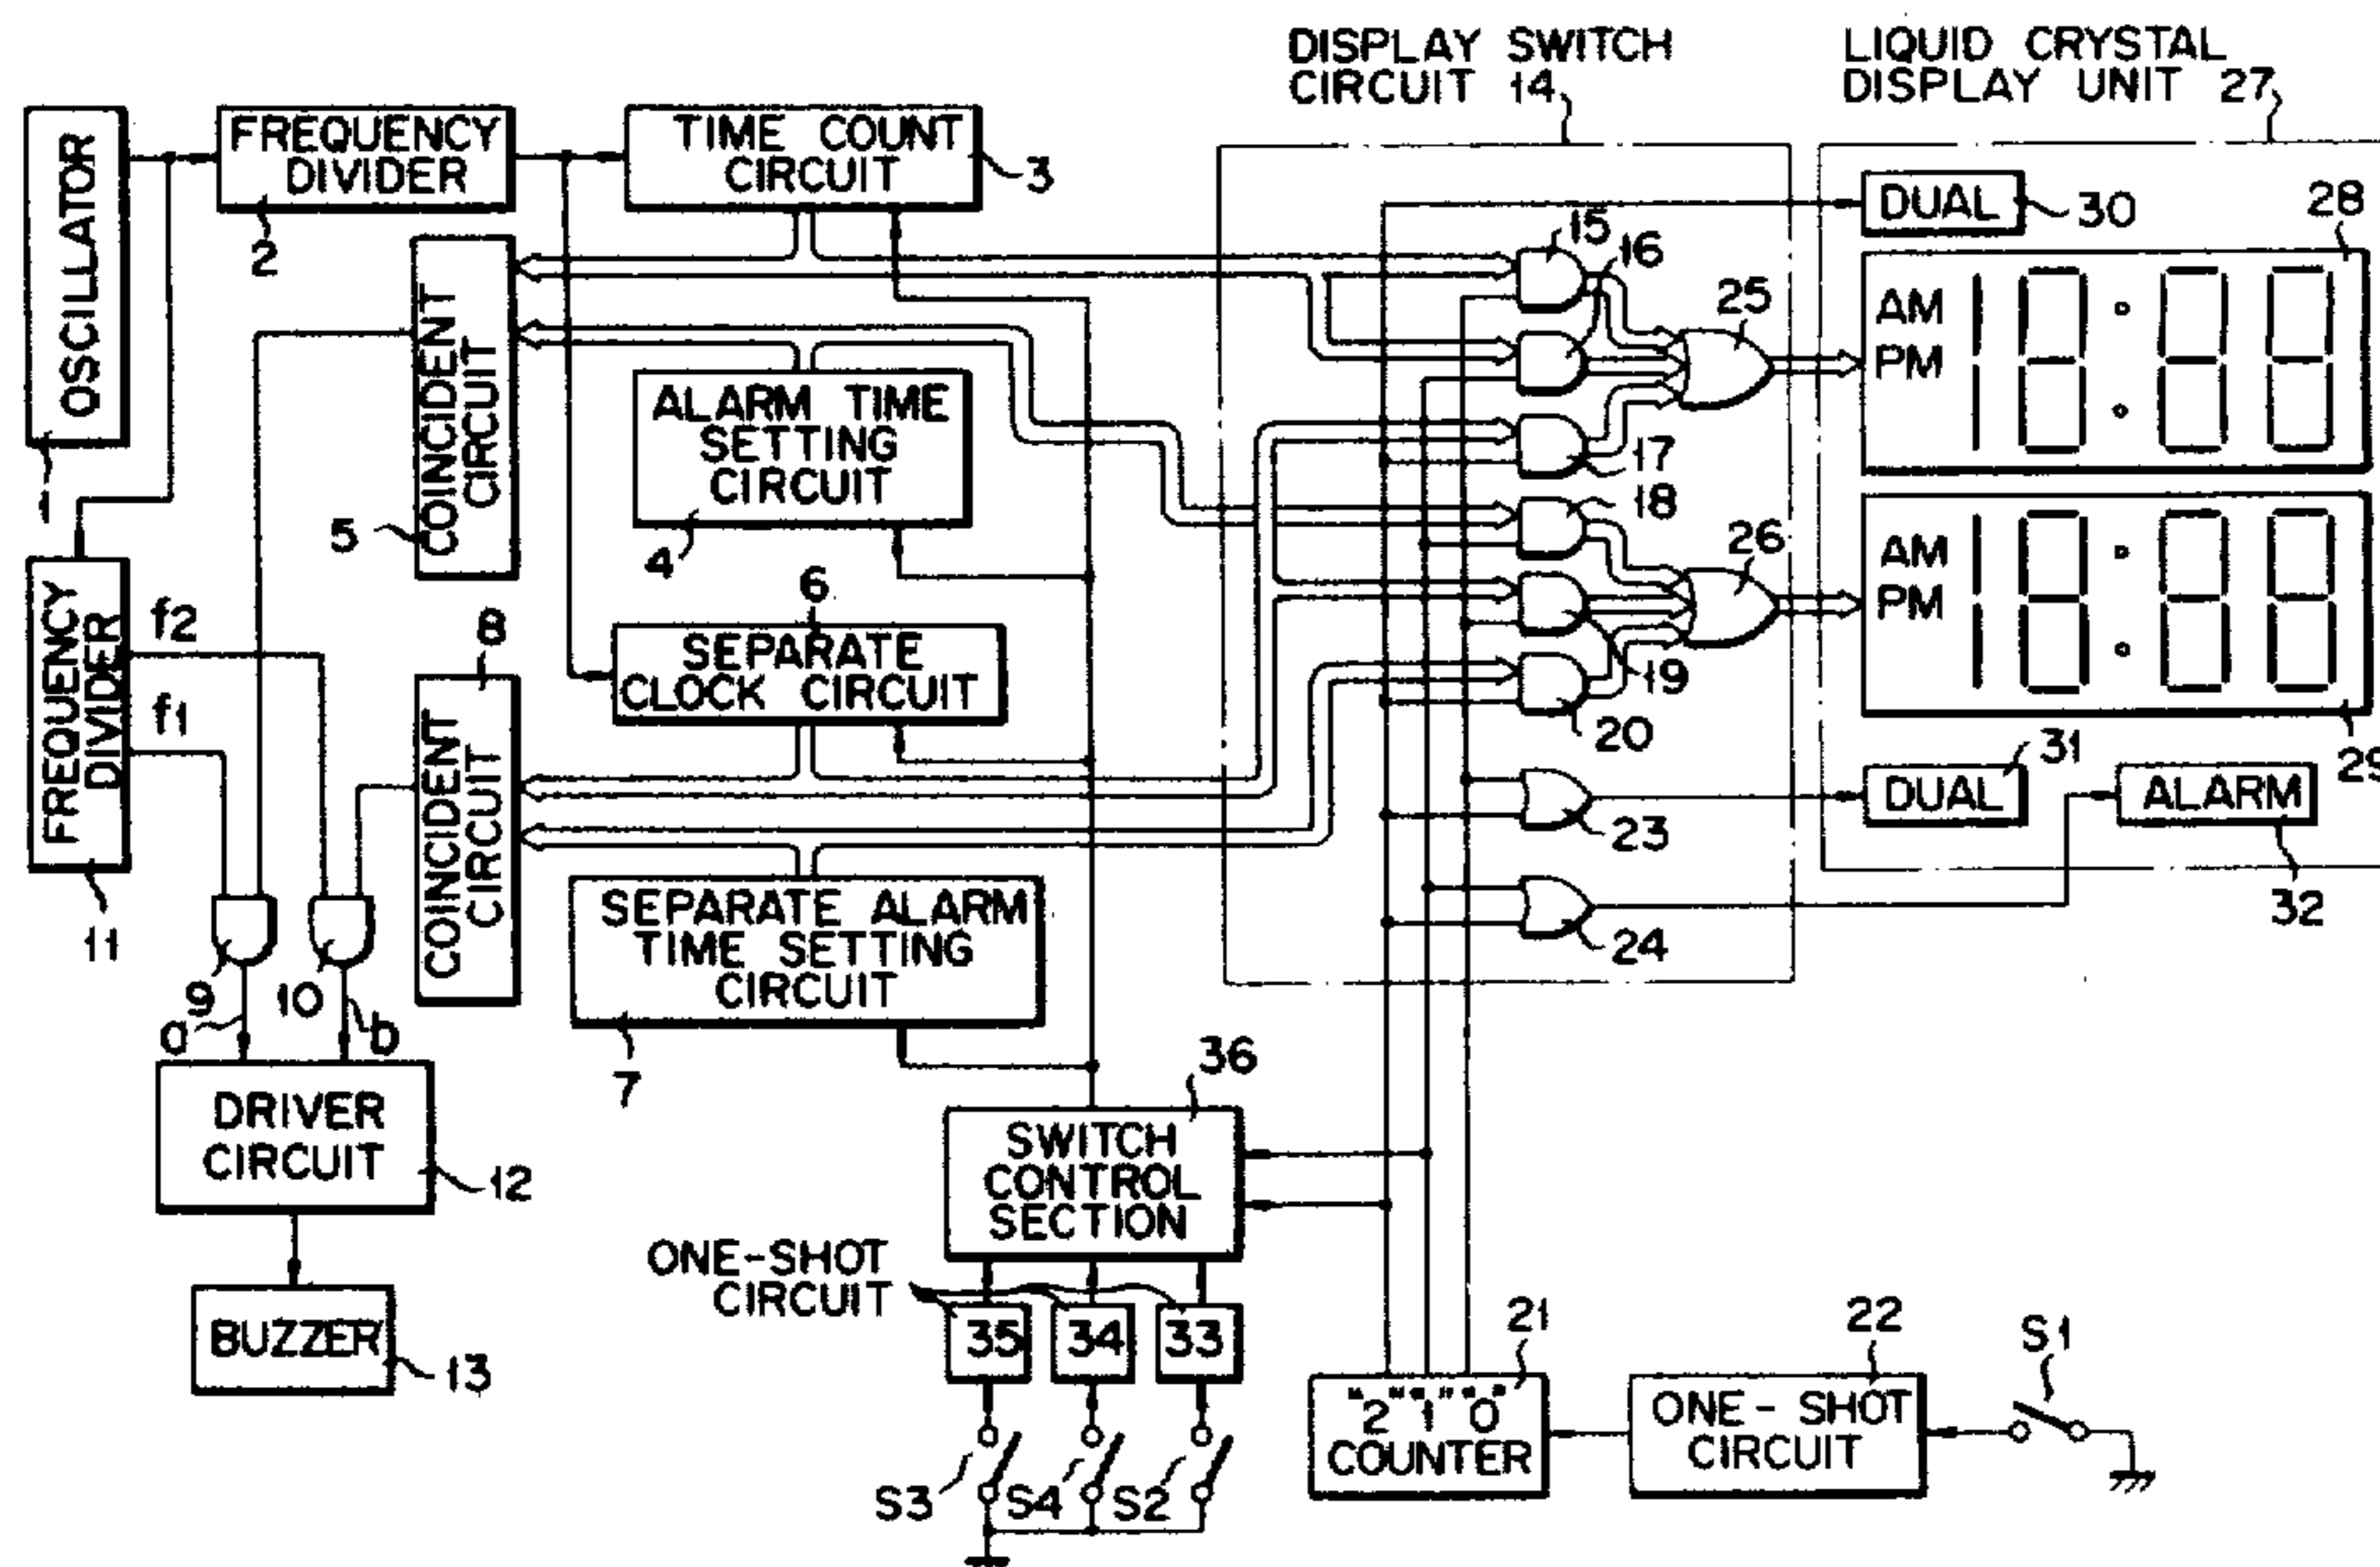 DISPLAY SWITCH
CIRCUIT 14
LIQUID CRYSTAL
DISPLAY UNIT 27
OSCILLATOR
1
FREQUENCY
DIVIDER
2
TIME COUNT
CIRCUIT
3
COINCIDENT
CIRCUIT
5
ALARM TIME
SETTING
CIRCUIT
4
15
16
17
18
19
20
25
26
DUAL
30
28
AM
PM
AM
PM
29
FREQUENCY
DIVIDER
11
f2
f1
8
COINCIDENT
CIRCUIT
6
SEPARATE
CLOCK CIRCUIT
SEPARATE ALARM
TIME SETTING
CIRCUIT
7
23
24
DUAL
31
ALARM
32
9
10
a
b
DRIVER
CIRCUIT
12
BUZZER
13
36
SWITCH
CONTROL
SECTION
ONE-SHOT
CIRCUIT
35
34
33
S3
S4
S2
21
"2" "1" "0"
COUNTER
22
ONE-SHOT
CIRCUIT
S1